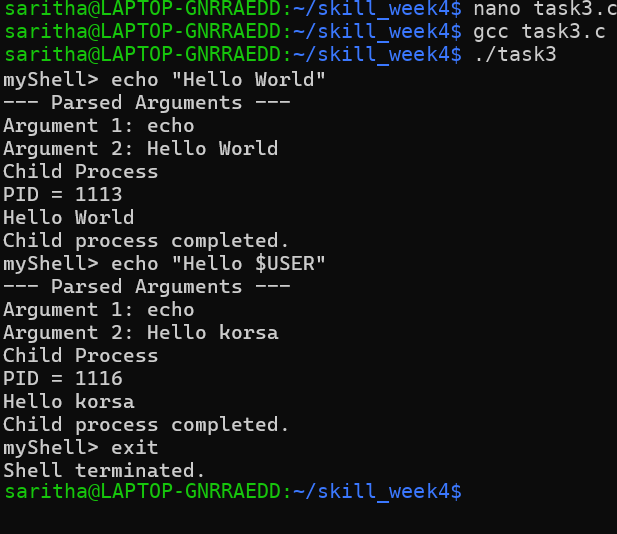 saritha@LAPTOP-GNRRAEDD:~/skill_week4$ nano task3.c
saritha@LAPTOP-GNRRAEDD:~/skill_week4$ gcc task3.c
saritha@LAPTOP-GNRRAEDD:~/skill_week4$ ./task3
myShell> echo "Hello World"
--- Parsed Arguments ---
Argument 1: echo
Argument 2: Hello World
Child Process
PID = 1113
Hello World
Child process completed.
myShell> echo "Hello $USER"
--- Parsed Arguments ---
Argument 1: echo
Argument 2: Hello korsa
Child Process
PID = 1116
Hello korsa
Child process completed.
myShell> exit
Shell terminated.
saritha@LAPTOP-GNRRAEDD:~/skill_week4$